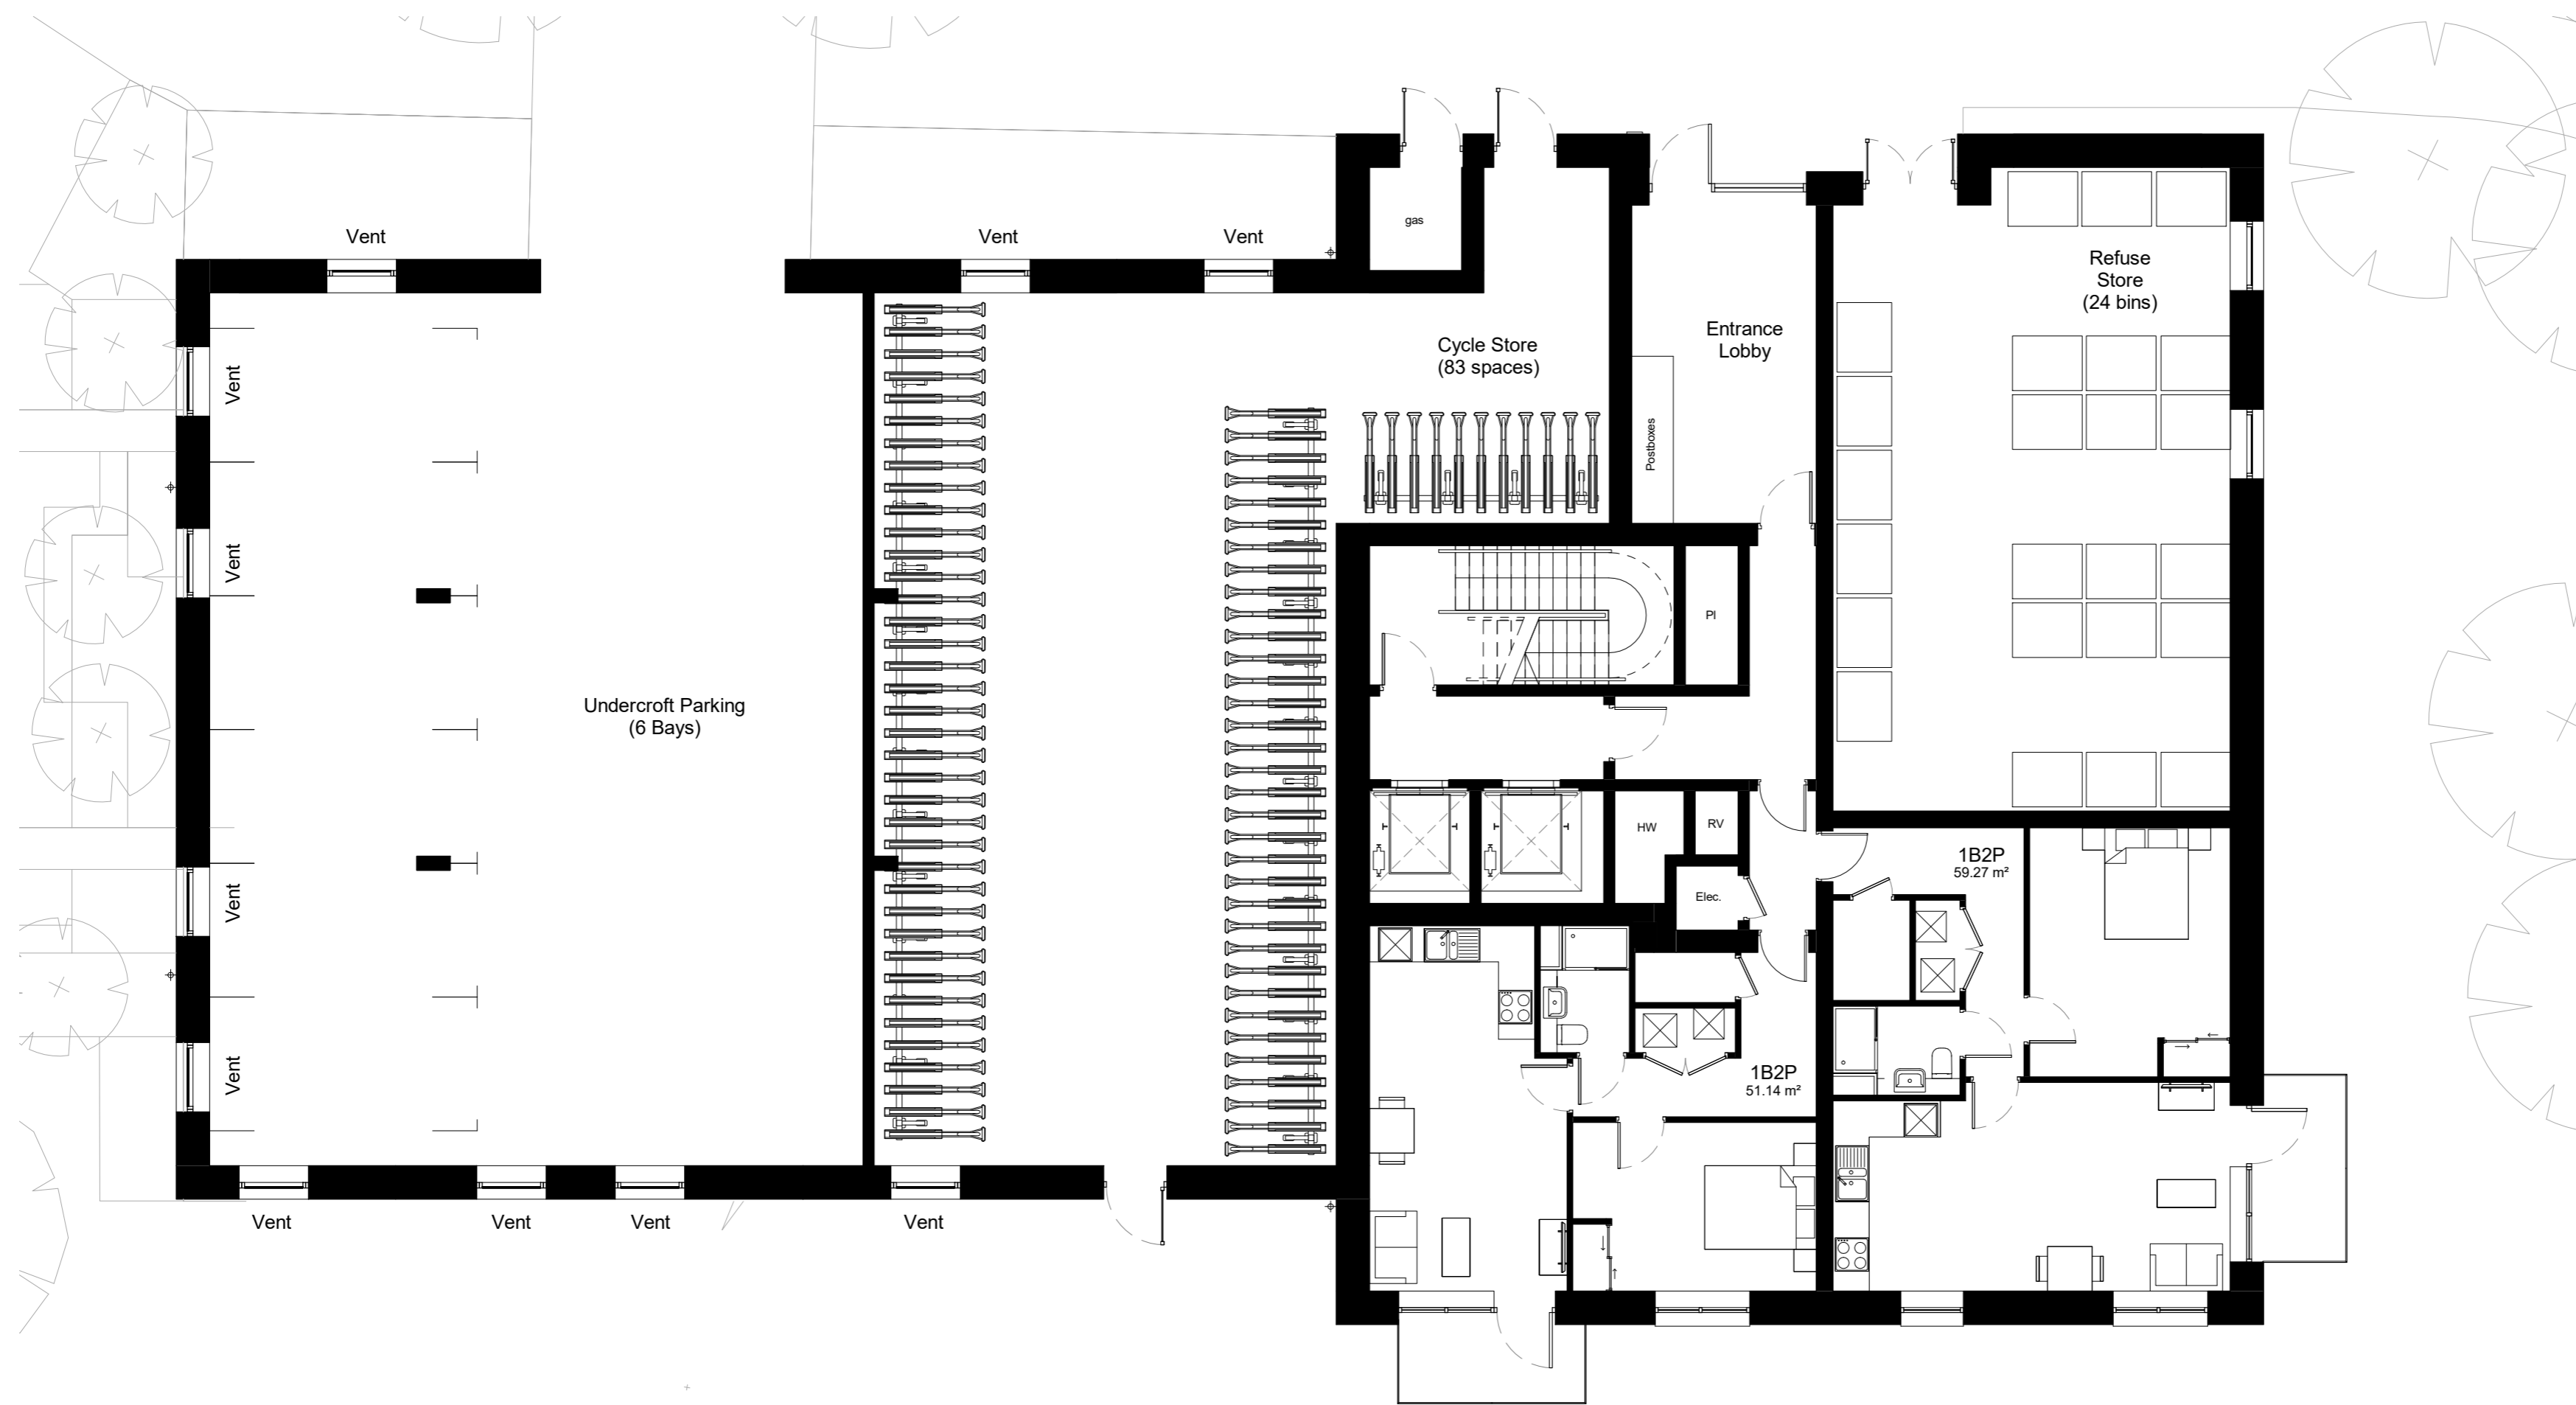 Vent
Vent
Vent
gas
Refuse
Store
(24 bins)
Entrance
Lobby
Cycle Store
(83 spaces)
Vent
Postboxes
Vent
PI
Undercroft Parking
(6 Bays)
HW
RV
1B2P
59.27 m²
Elec.
Vent
Vent
1B2P
51.14 m²
Vent
Vent
Vent
Vent